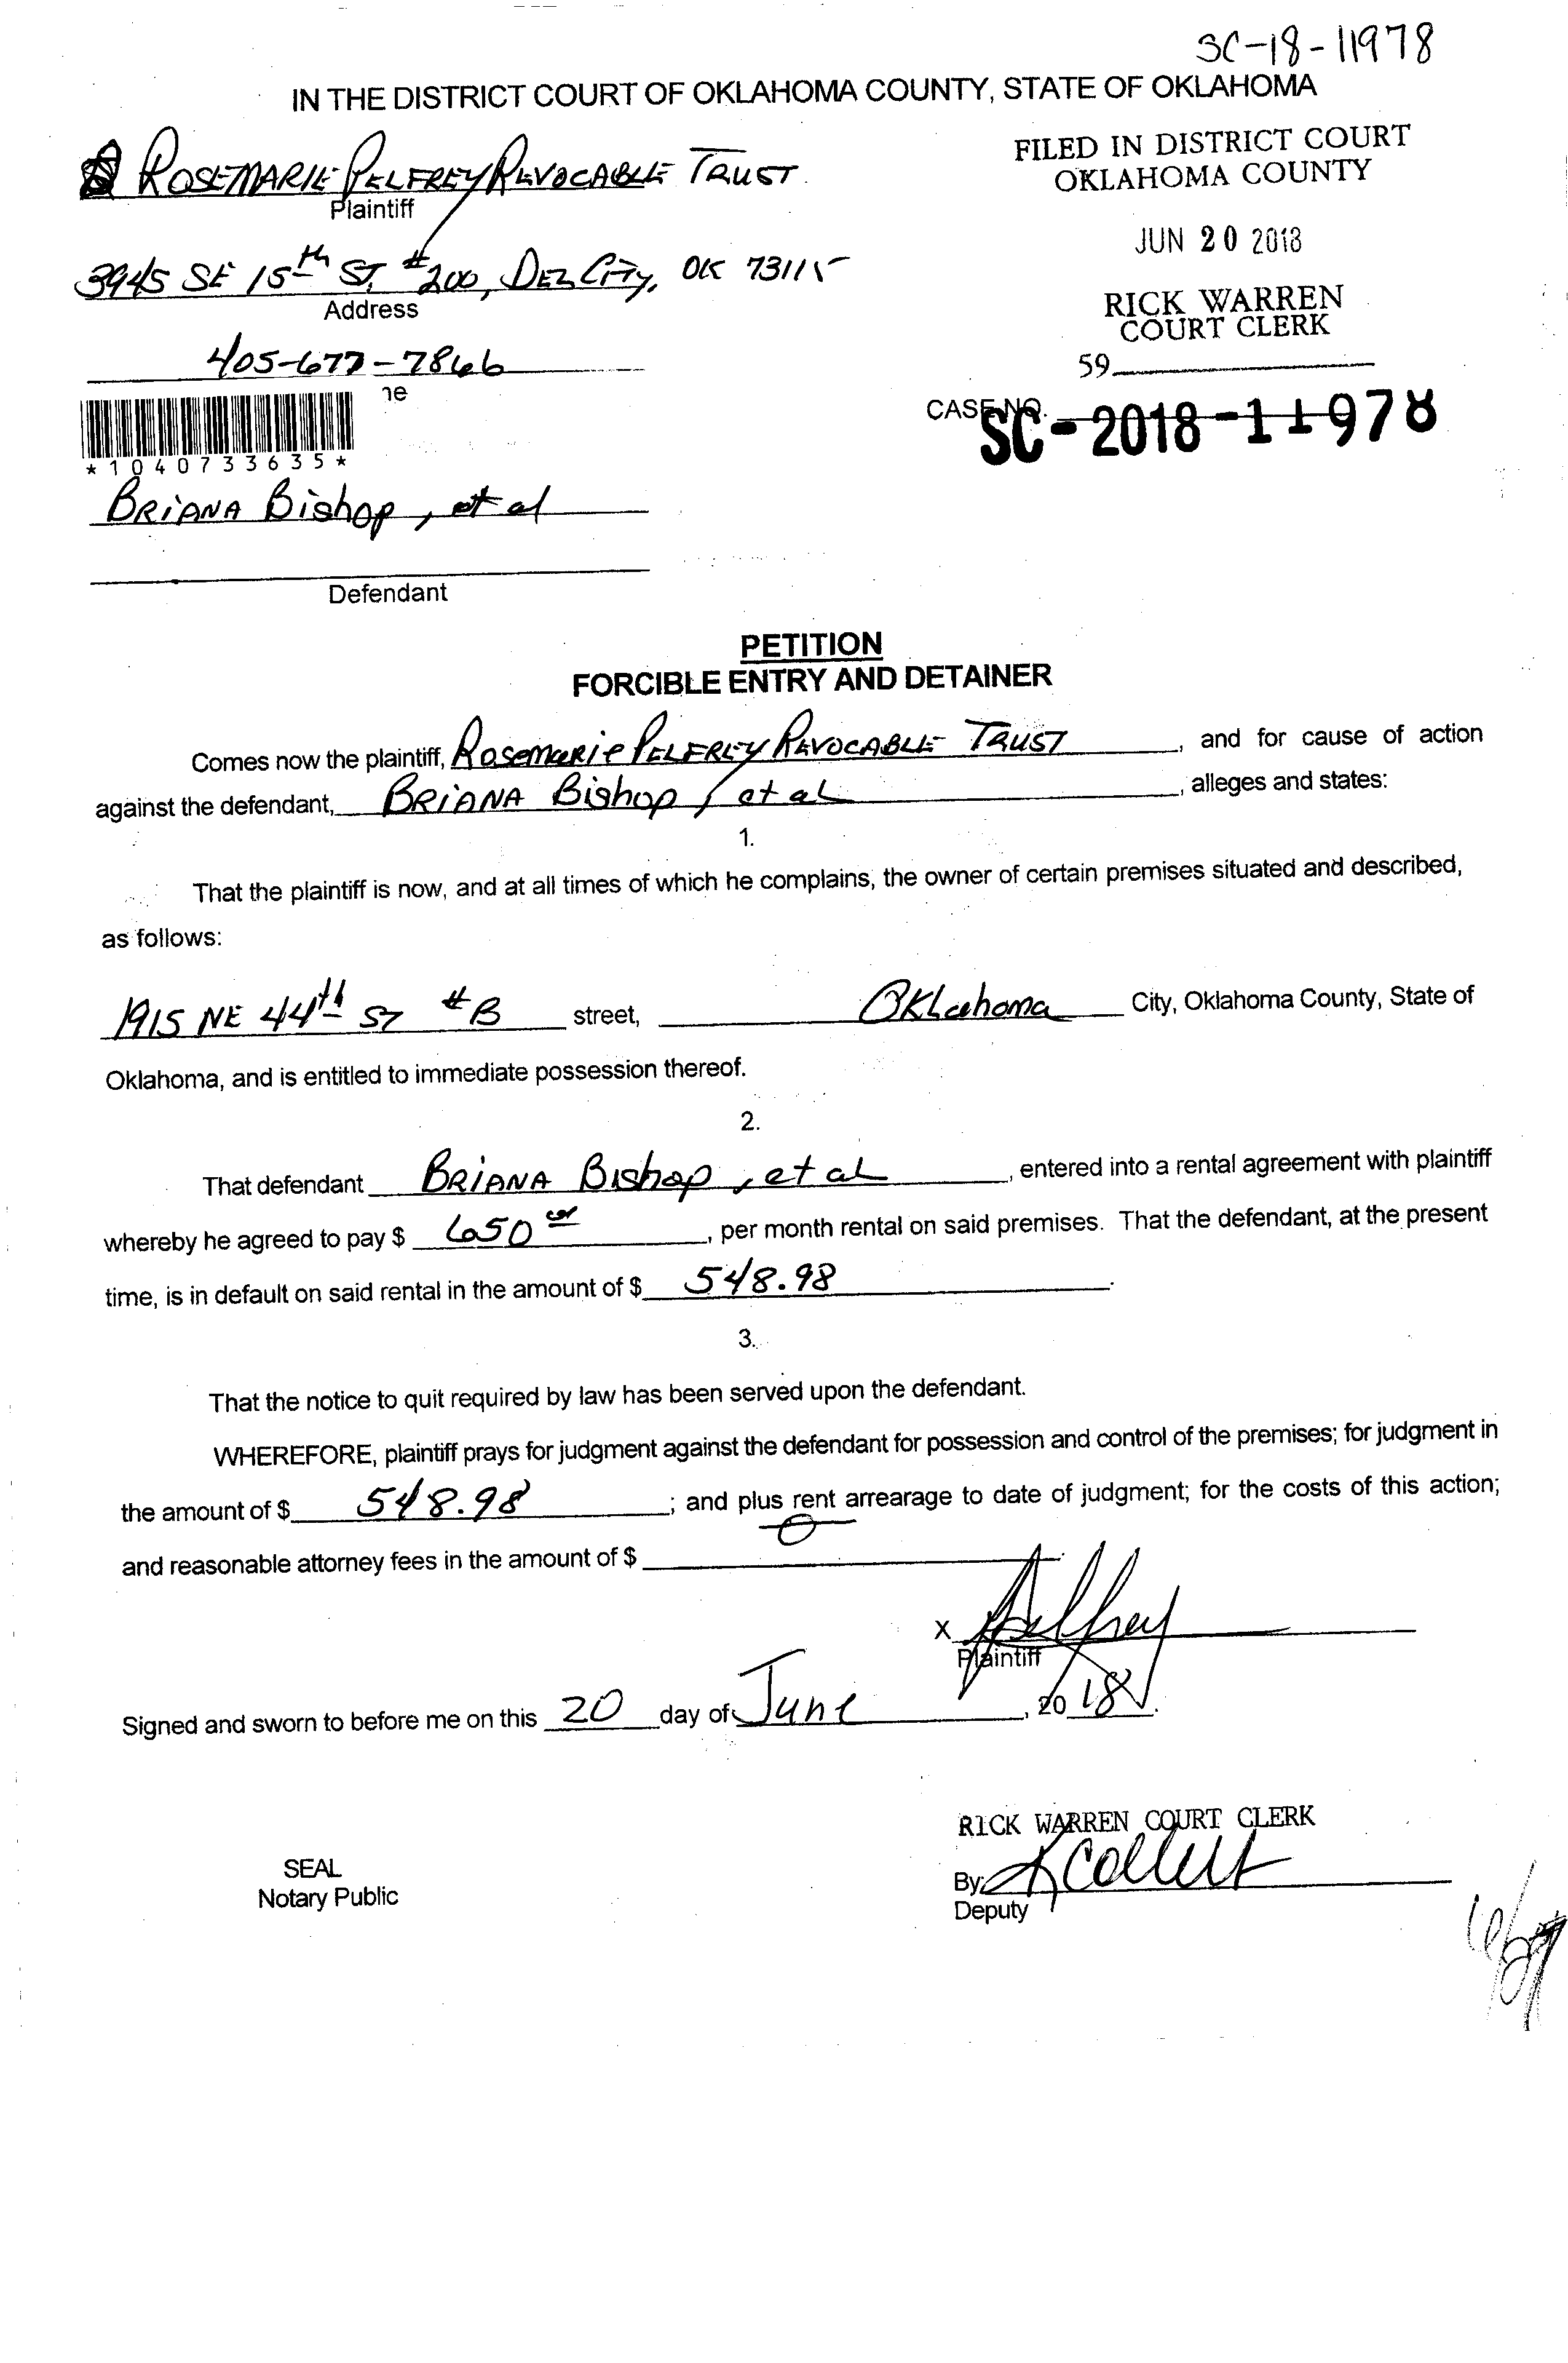 SC-18-11978
IN THE DISTRICT COURT OF OKLAHOMA COUNTY, STATE OF OKLAHOMA
ROSEMARIE PELFREY REVOCABLE TRUST
Plaintiff
FILED IN DISTRICT COURT
OKLAHOMA COUNTY
JUN 20 2018
3945 SE 15th ST. #200, DEL CITY, OK 73115
Address
RICK WARREN
COURT CLERK
405-677-7866
59
ne
CASE NO.
SC-2018-11978
*1040733635*
BRIANA Bishop, et al
Defendant
PETITION
FORCIBLE ENTRY AND DETAINER
Comes now the plaintiff, Rosemarie PELFREY REVOCABLE TRUST, and for cause of action
against the defendant, BRIANA Bishop, et al, alleges and states:
1.
That the plaintiff is now, and at all times of which he complains, the owner of certain premises situated and described,
as follows:
1915 NE 44th ST #B street, Oklahoma City, Oklahoma County, State of
Oklahoma, and is entitled to immediate possession thereof.
2.
That defendant BRIANA Bishop, et al, entered into a rental agreement with plaintiff
whereby he agreed to pay $ 650 00, per month rental on said premises. That the defendant, at the present
time, is in default on said rental in the amount of $ 548.98.
3.
That the notice to quit required by law has been served upon the defendant.
WHEREFORE, plaintiff prays for judgment against the defendant for possession and control of the premises; for judgment in
the amount of $ 548.98; and plus rent arrearage to date of judgment; for the costs of this action;
and reasonable attorney fees in the amount of $ 0
X Pelfrey
Plaintiff
Signed and sworn to before me on this 20 day of June, 2018.
RICK WARREN COURT CLERK
SEAL
Notary Public
By: K Collett
Deputy